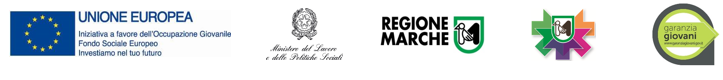 UNIONE EUROPEA
Iniziativa a favore dell'Occupazione Giovanile
Fondo Sociale Europeo
Investiamo nel tuo futuro
Ministero del Lavoro
e delle Politiche Sociali
REGIONE
MARCHE
garanzia
giovani